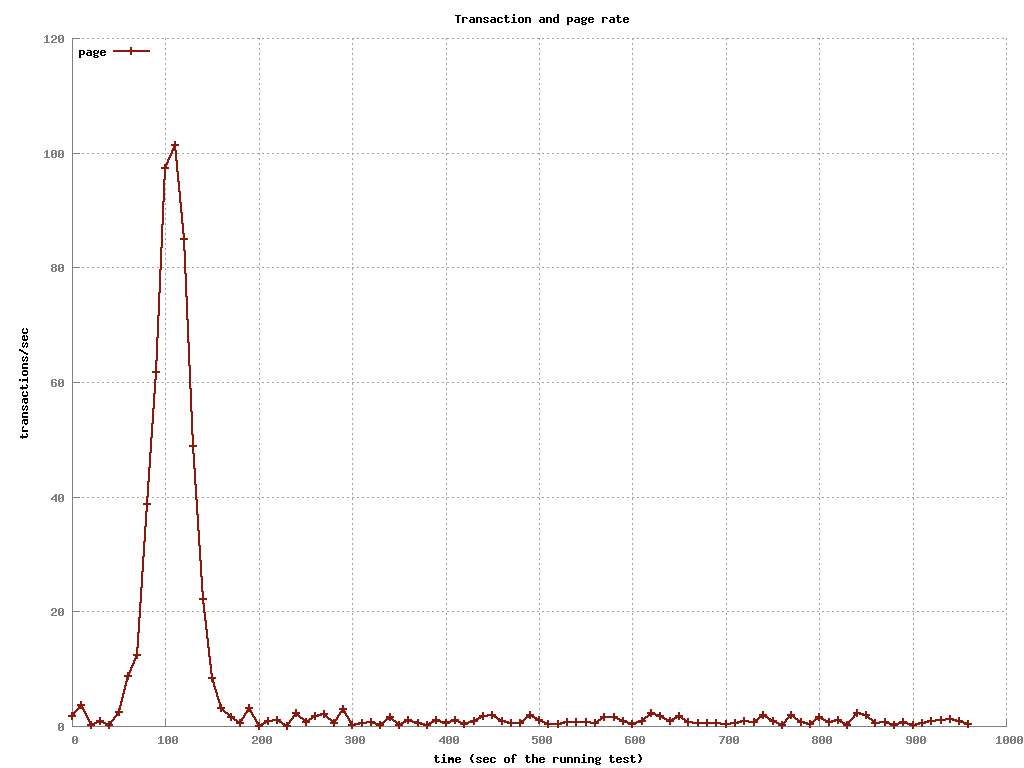 Transaction and page rate
page
120
100
80
60
40
20
0
transactions/sec
0 100 200 300 400 500 600 700 800 900 1000
time (sec of the running test)